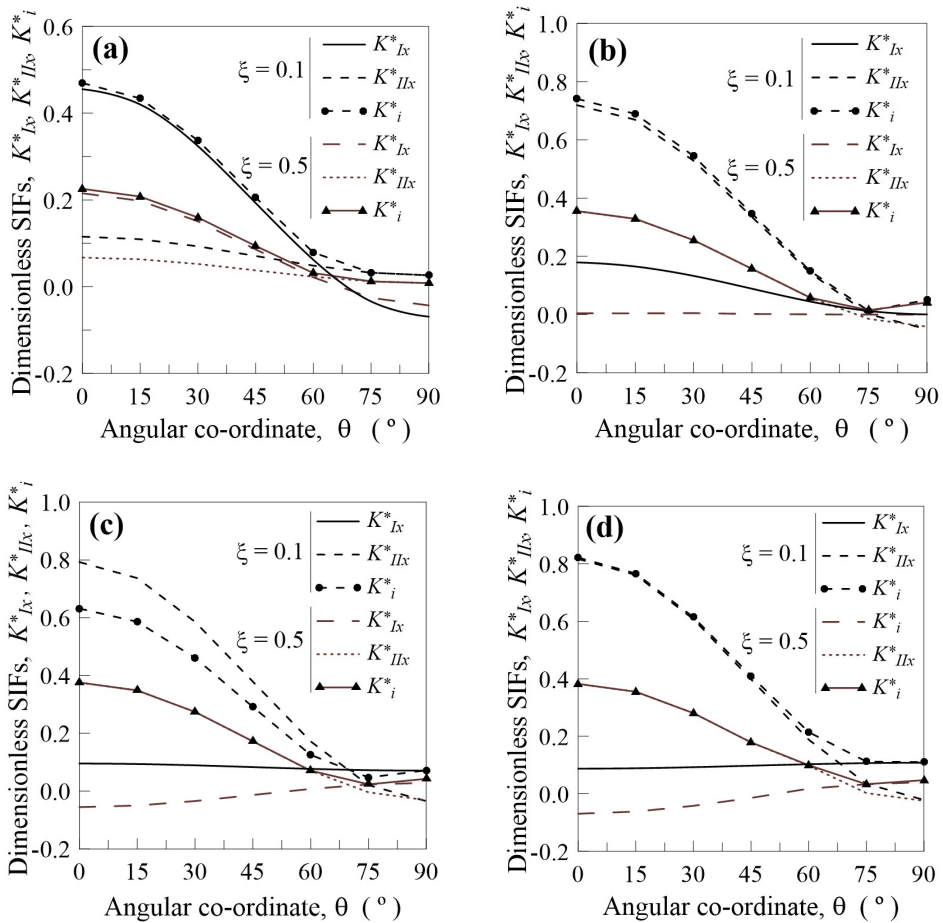 (a)
Dimensionless SIFs, K*Ix, K*IIx, K*i
0.6
0.4
0.2
0.0
-0.2
0 15 30 45 60 75 90
Angular co-ordinate, θ ( º )
ξ = 0.1
K*Ix
K*IIx
K*i
ξ = 0.5
K*Ix
K*IIx
K*i
(b)
Dimensionless SIFs, K*Ix, K*IIx, K*i
1.0
0.8
0.6
0.4
0.2
0.0
-0.2
0 15 30 45 60 75 90
Angular co-ordinate, θ ( º )
ξ = 0.1
K*Ix
K*IIx
K*i
ξ = 0.5
K*Ix
K*IIx
K*i
(c)
Dimensionless SIFs, K*Ix, K*IIx, K*i
1.0
0.8
0.6
0.4
0.2
0.0
-0.2
0 15 30 45 60 75 90
Angular co-ordinate, θ ( º )
ξ = 0.1
K*Ix
K*IIx
K*i
ξ = 0.5
K*Ix
K*IIx
K*i
(d)
Dimensionless SIFs, K*Ix, K*IIx, K*i
1.0
0.8
0.6
0.4
0.2
0.0
-0.2
0 15 30 45 60 75 90
Angular co-ordinate, θ ( º )
ξ = 0.1
K*Ix
K*IIx
K*i
ξ = 0.5
K*i
K*IIx
K*i